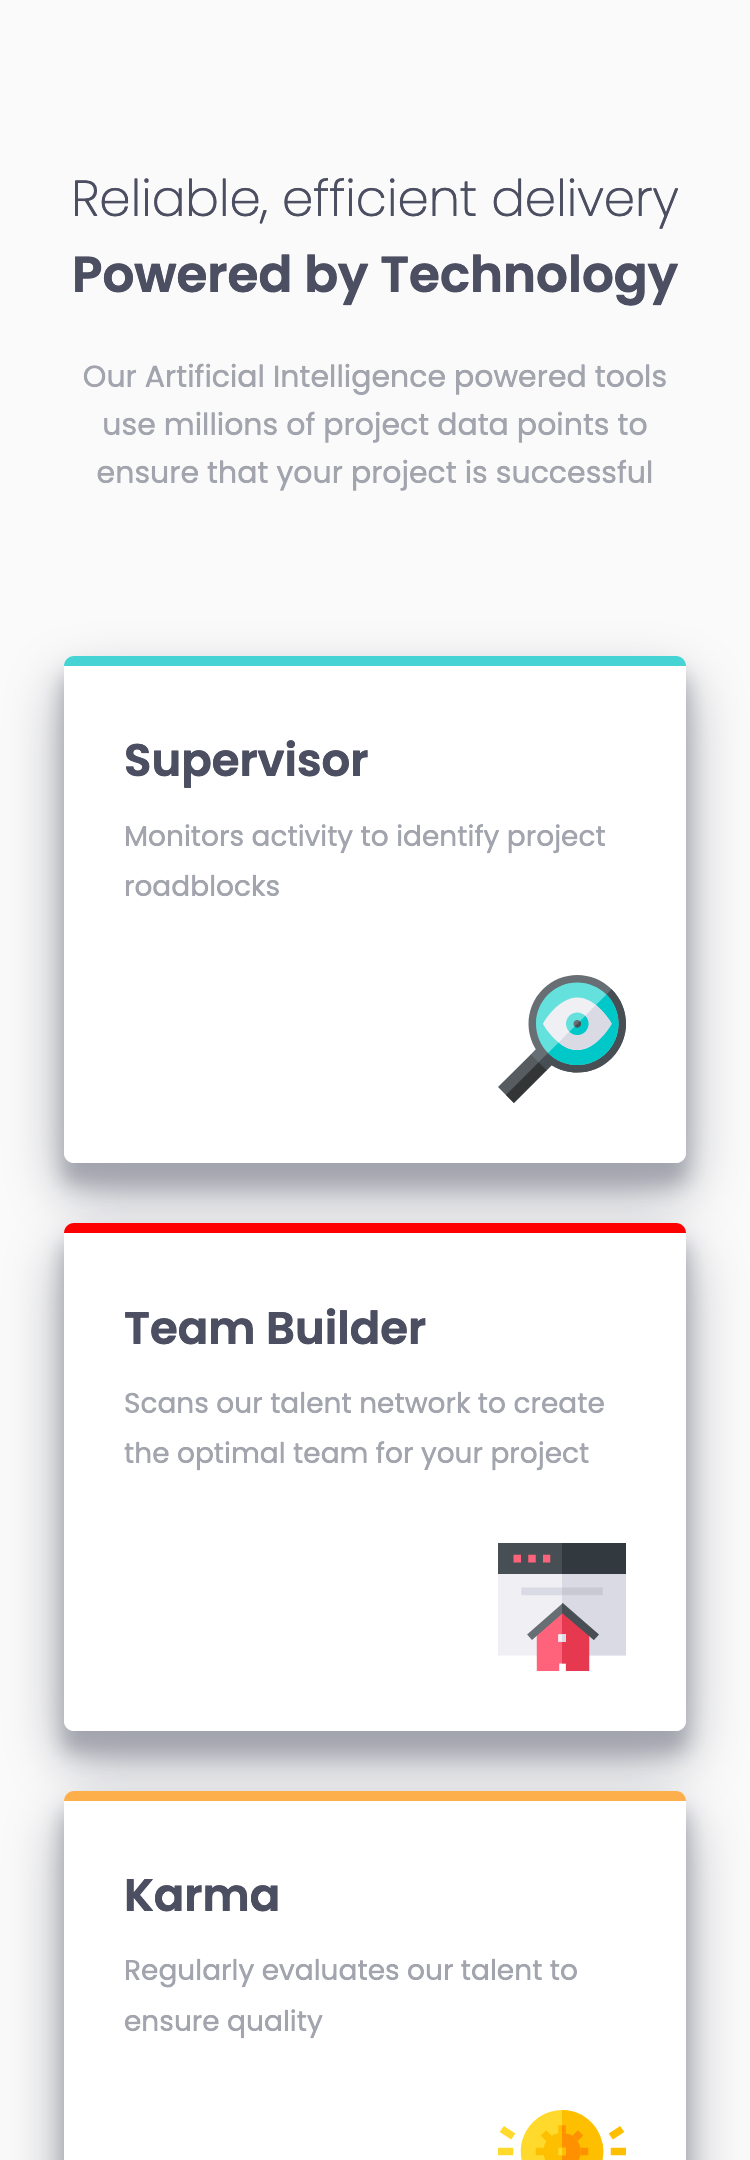 Reliable, efficient delivery
Powered by Technology
Our Artificial Intelligence powered tools
use millions of project data points to
ensure that your project is successful
Supervisor
Monitors activity to identify project
roadblocks
Team Builder
Scans our talent network to create
the optimal team for your project
Karma
Regularly evaluates our talent to
ensure quality